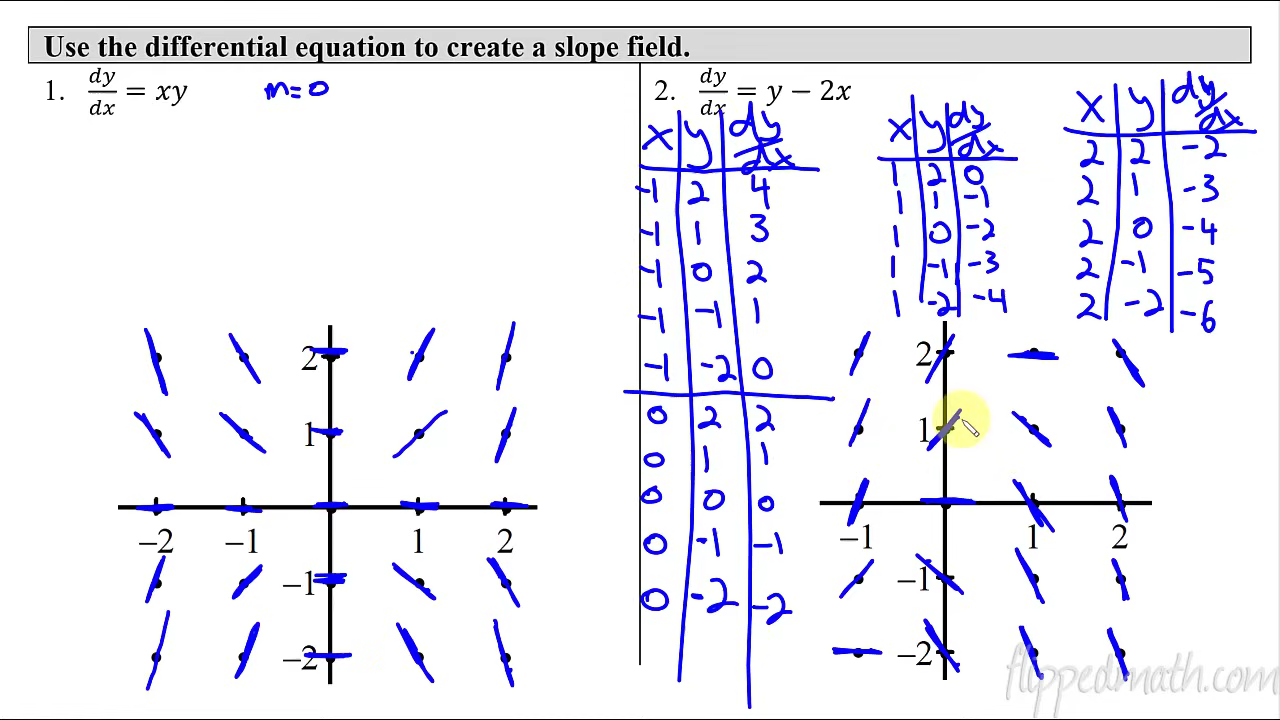 Use the differential equation to create a slope field.
1. dy/dx = xy m=0
2. dy/dx = y − 2x
x y dy/dx
-1 2 4
-1 1 3
-1 0 2
-1 -1 1
-1 -2 0
0 2 2
0 1 1
0 0 0
0 -1 -1
0 -2 -2
x y dy/dx
1 2 0
1 1 -1
1 0 -2
1 -1 -3
1 -2 -4
x y dy/dx
2 2 -2
2 1 -3
2 0 -4
2 -1 -5
2 -2 -6
2
1
−2 −1 1 2
−1
−2
2
1
−1 1 2
−1
−2
flippedmath.com